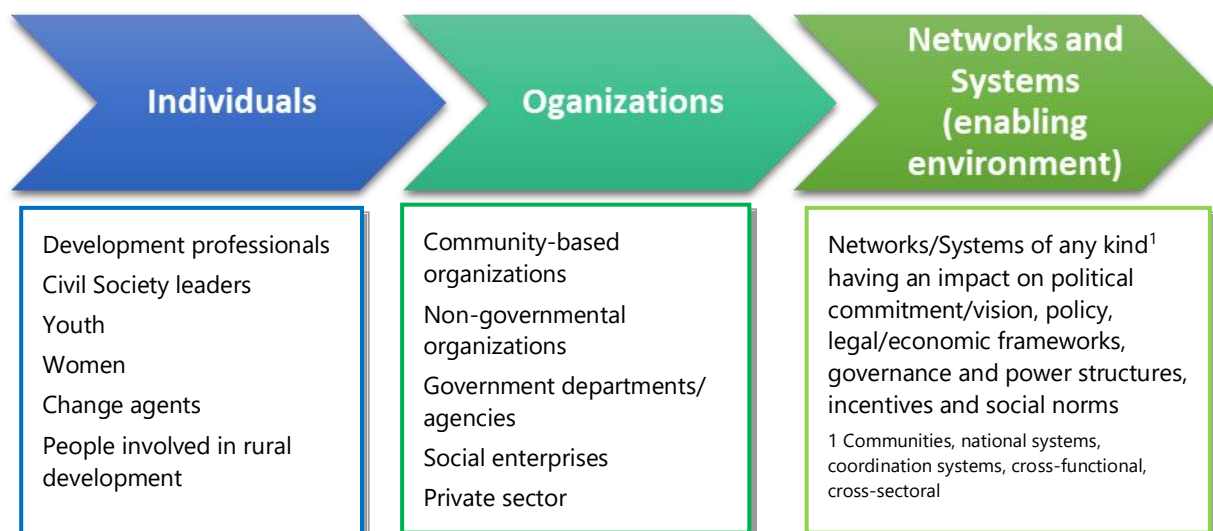 Individuals
Development professionals
Civil Society leaders
Youth
Women
Change agents
People involved in rural
development
Oganizations
Community-based
organizations
Non-governmental
organizations
Government departments/
agencies
Social enterprises
Private sector
Networks and
Systems
(enabling
environment)
Networks/Systems of any kind¹
having an impact on political
commitment/vision, policy,
legal/economic frameworks,
governance and power structures,
incentives and social norms
1 Communities, national systems,
coordination systems, cross-functional,
cross-sectoral